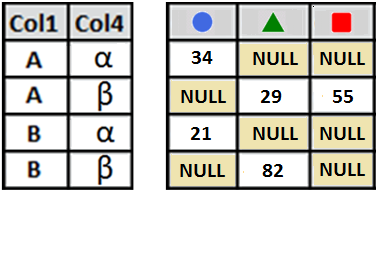 Col1 Col4
A α 34 NULL NULL
A β NULL 29 55
B α 21 NULL NULL
B β NULL 82 NULL